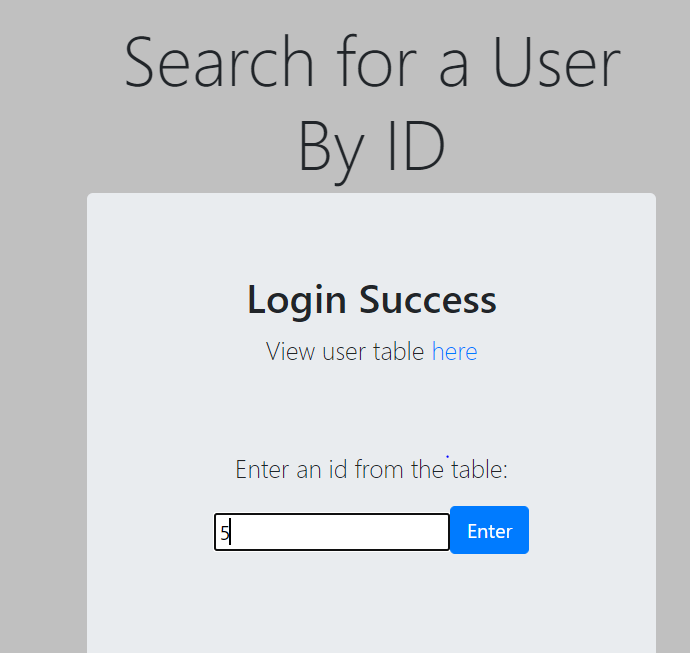 Search for a User
By ID
Login Success
View user table here
Enter an id from the table:
5
Enter